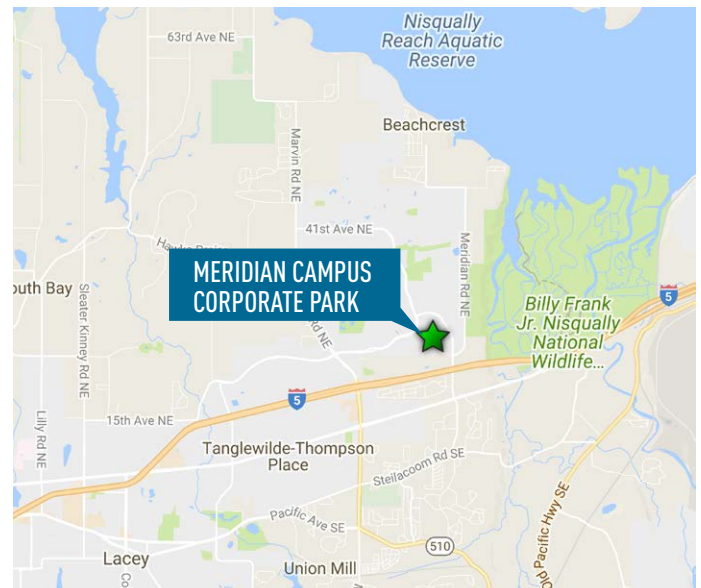 Nisqually
Reach Aquatic
Reserve
63rd Ave NE
Beachcrest
Marvin Rd NE
41st Ave NE
Meridian Rd NE
MERIDIAN CAMPUS
CORPORATE PARK
outh Bay
Sleater Kinney Rd NE
Rd NE
5
Billy Frank
Jr. Nisqually
National
Wildlife...
5
15th Ave NE
Lilly Rd NE
Tanglewilde-Thompson
Place
Steilacoom Rd SE
Pacific Ave SE
510
Old Pacific Hwy SE
Lacey
Co
Union Mill